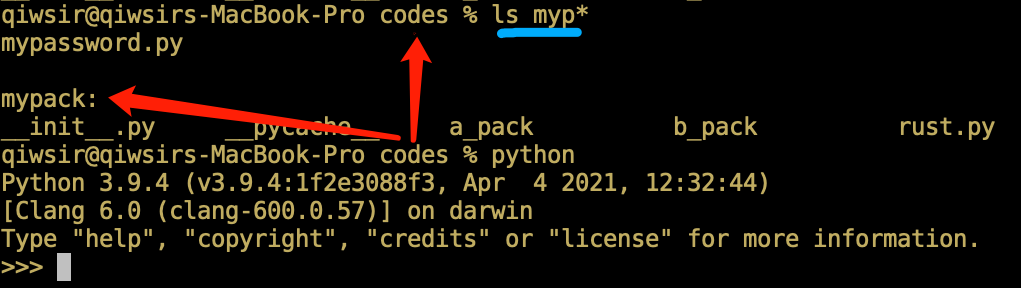 qiwsir@qiwsirs-MacBook-Pro codes % ls myp*
mypassword.py
mypack:
__init__.py __pycache__ a_pack b_pack rust.py
qiwsir@qiwsirs-MacBook-Pro codes % python
Python 3.9.4 (v3.9.4:1f2e3088f3, Apr  4 2021, 12:32:44)
[Clang 6.0 (clang-600.0.57)] on darwin
Type "help", "copyright", "credits" or "license" for more information.
>>>